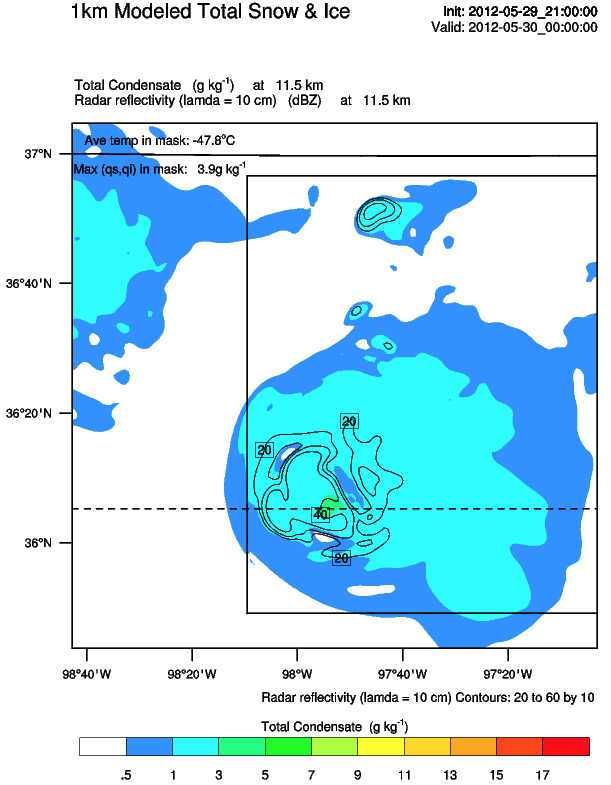 1km Modeled Total Snow & Ice
Init: 2012-05-29_21:00:00
Valid: 2012-05-30_00:00:00
Total Condensate (g kg-1) at 11.5 km
Radar reflectivity (lamda = 10 cm) (dBZ) at 11.5 km
Ave temp in mask: -47.8°C
37°N
Max (qs,qi) in mask: 3.9g kg-1
36°40'N
36°20'N
20
20
40
36°N
20
98°40'W 98°20'W 98°W 97°40'W 97°20'W
Radar reflectivity (lamda = 10 cm) Contours: 20 to 60 by 10
Total Condensate (g kg-1)
.5 1 3 5 7 9 11 13 15 17